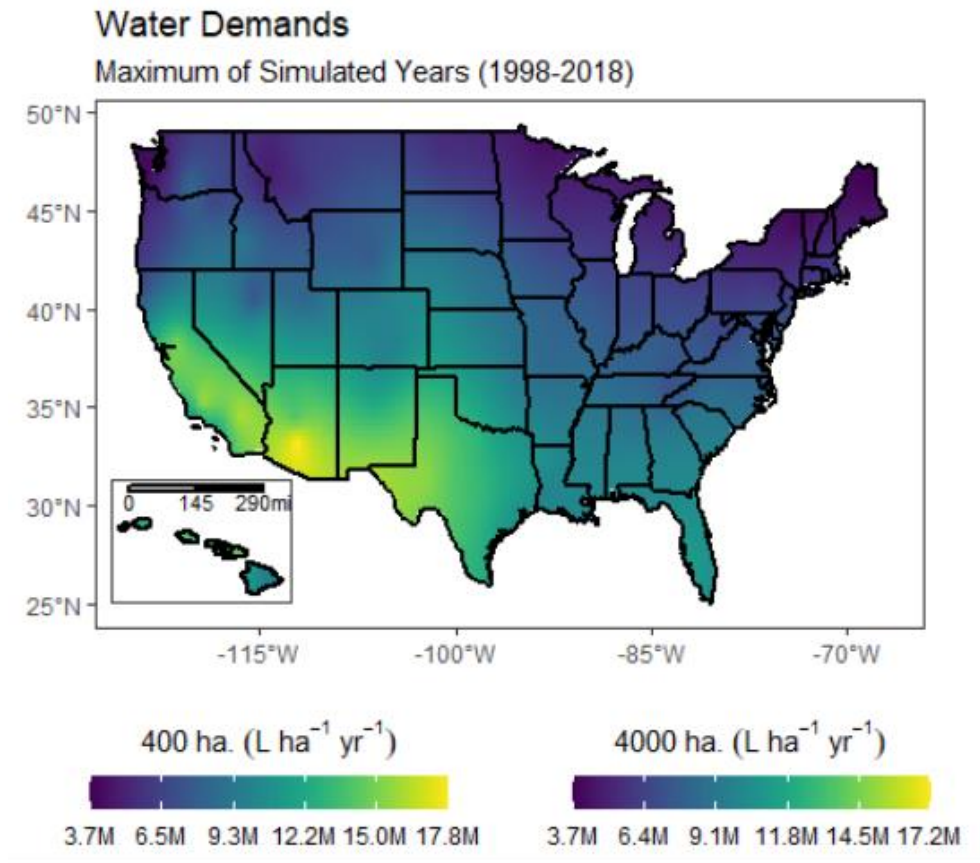 Water Demands
Maximum of Simulated Years (1998-2018)
50°N
45°N
40°N
35°N
30°N
25°N
0 145 290mi
-115°W -100°W -85°W -70°W
400 ha. (L ha⁻¹ yr⁻¹) 4000 ha. (L ha⁻¹ yr⁻¹)
3.7M 6.5M 9.3M 12.2M 15.0M 17.8M 3.7M 6.4M 9.1M 11.8M 14.5M 17.2M